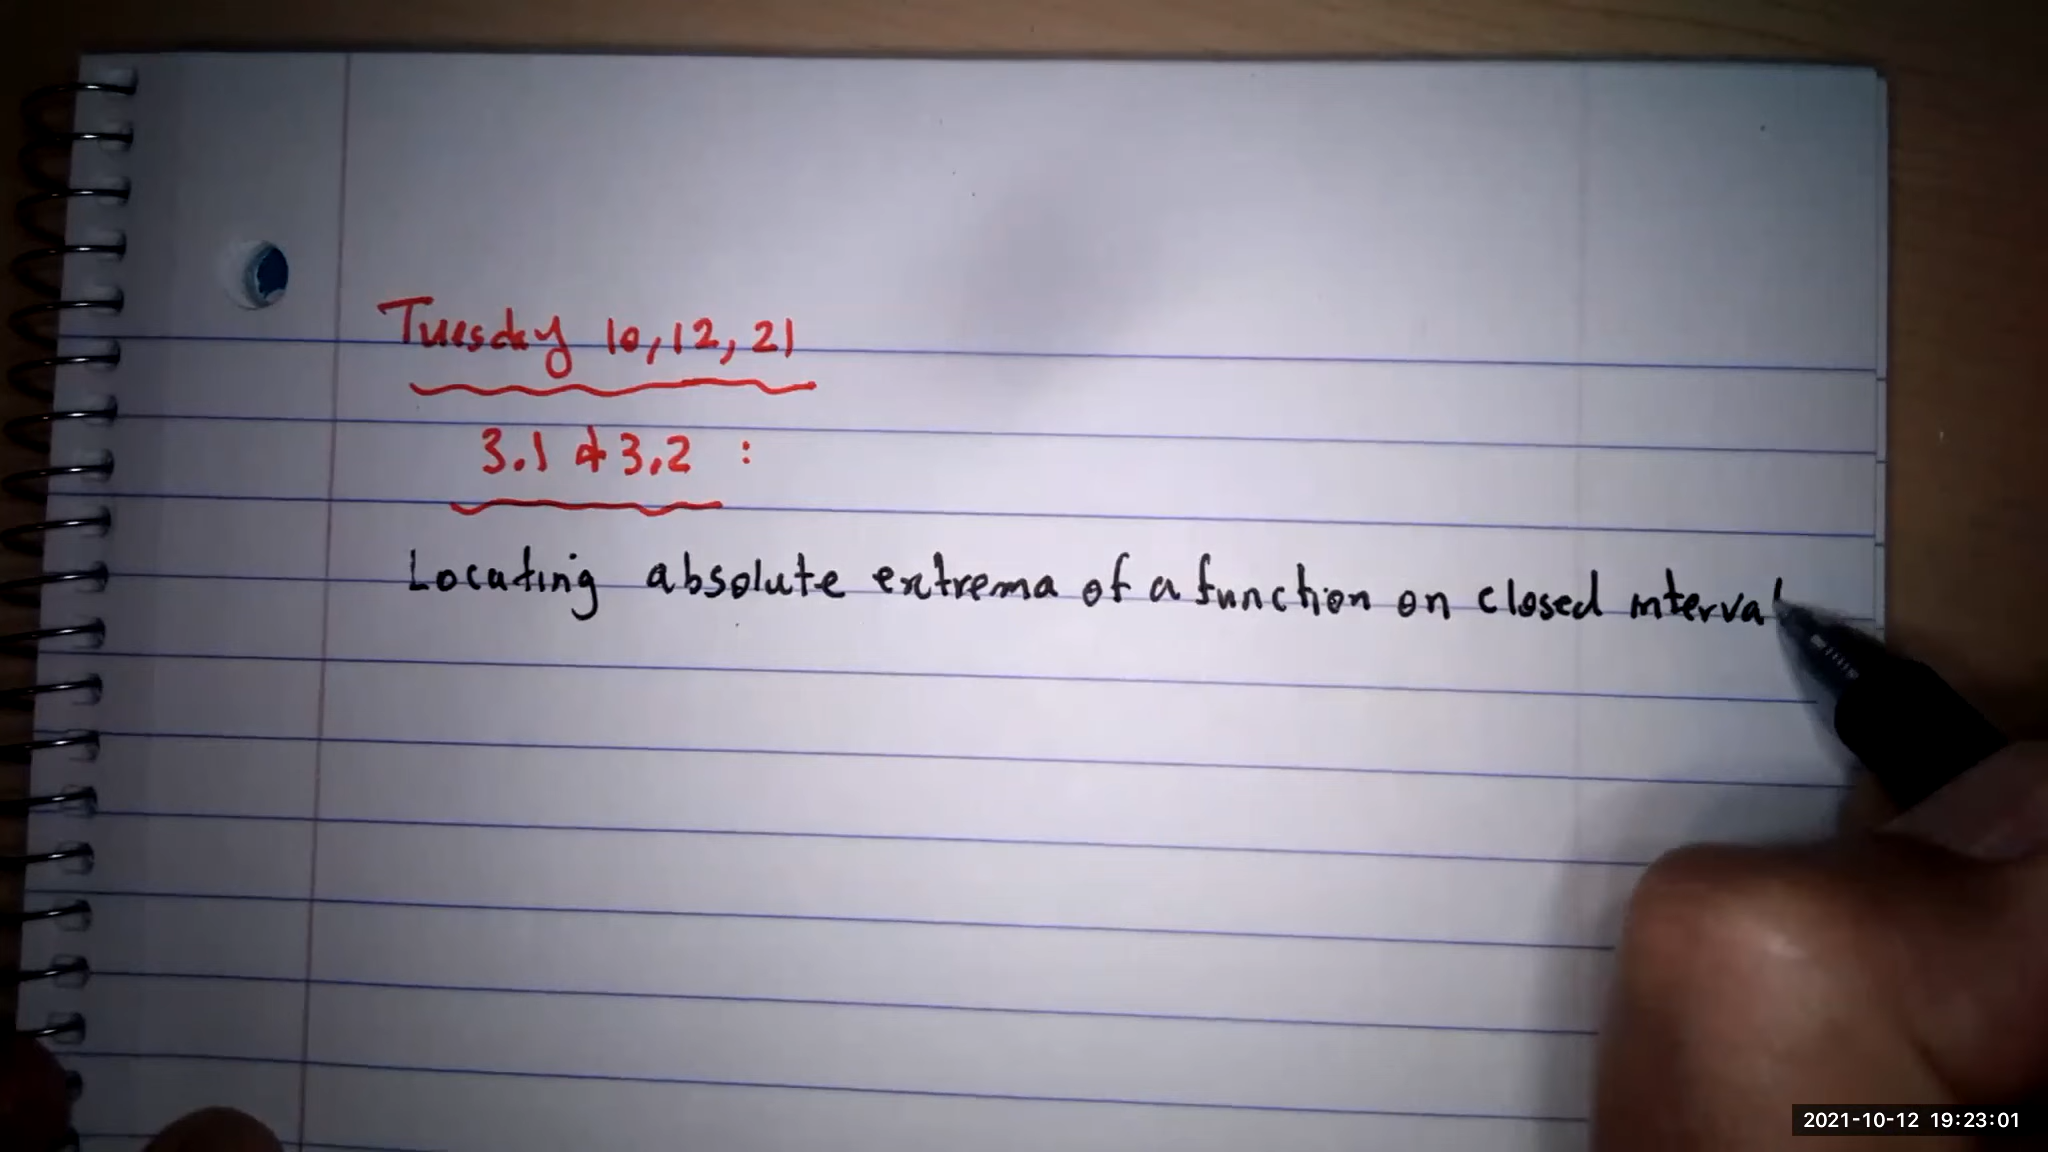 Tuesday 10,12,21
3.1 & 3.2 :
Locating absolute extrema of a function on closed interval
2021-10-12 19:23:01